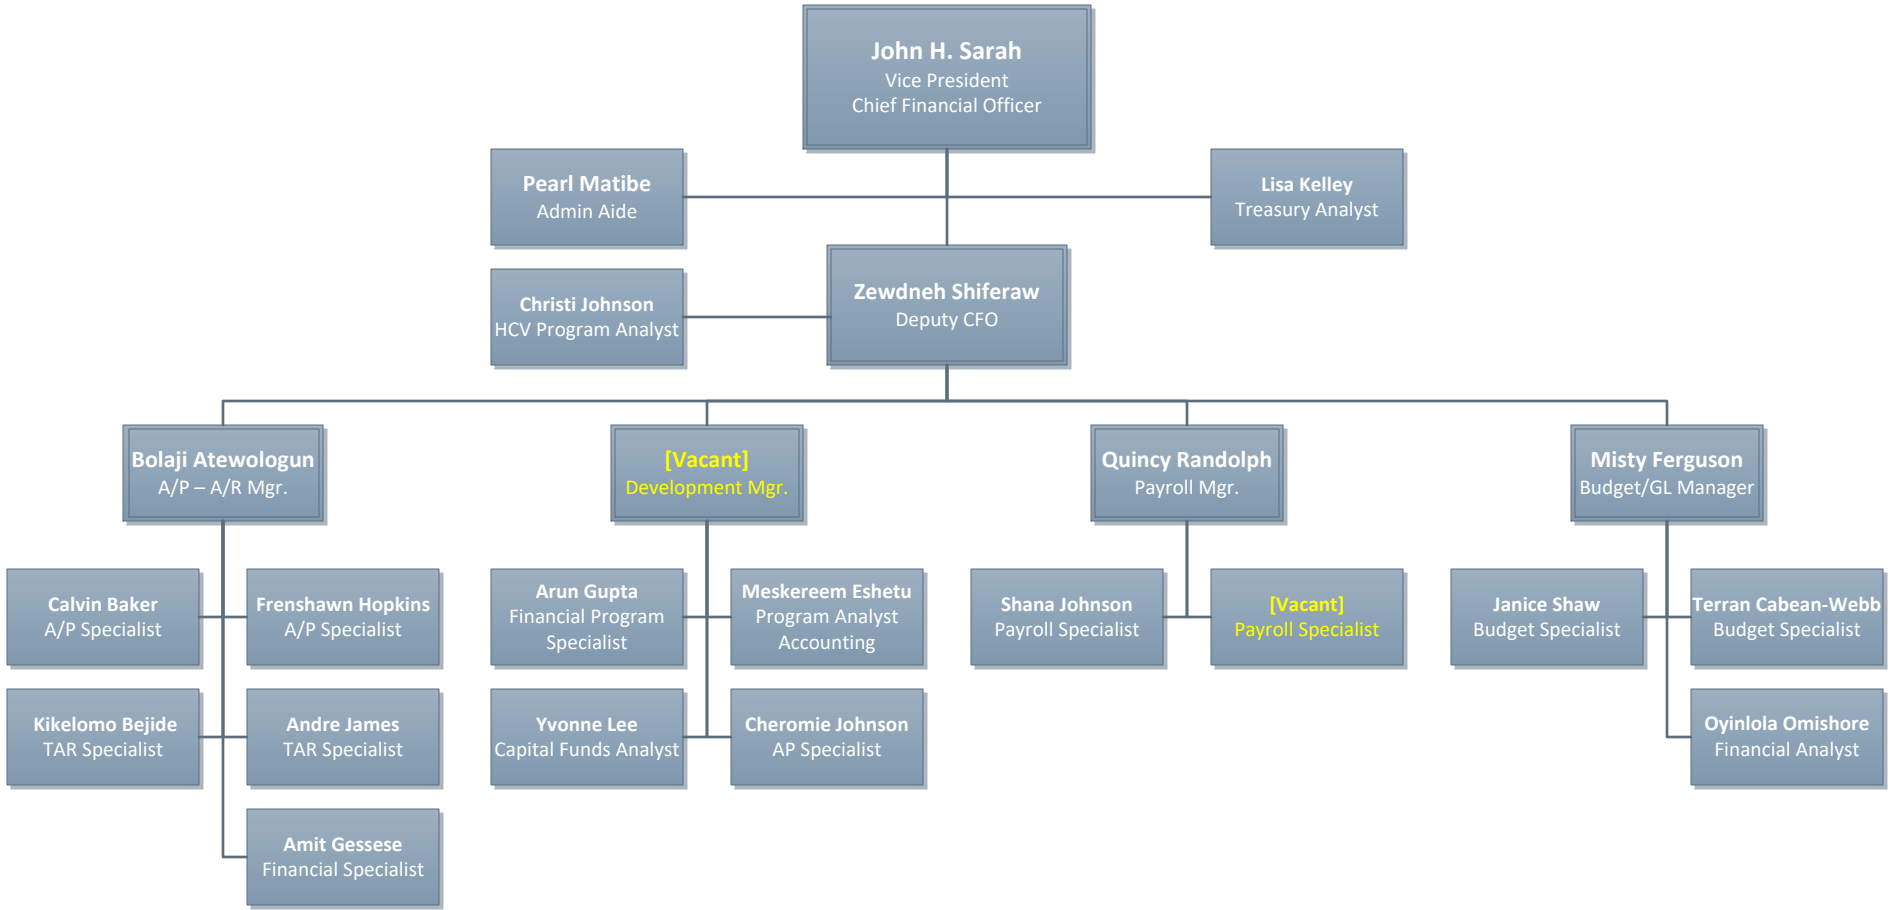 John H. Sarah
Vice President
Chief Financial Officer
Pearl Matibe
Admin Aide
Lisa Kelley
Treasury Analyst
Christi Johnson
HCV Program Analyst
Zewdneh Shiferaw
Deputy CFO
Bolaji Atewologun
A/P – A/R Mgr.
[Vacant]
Development Mgr.
Quincy Randolph
Payroll Mgr.
Misty Ferguson
Budget/GL Manager
Calvin Baker
A/P Specialist
Frenshawn Hopkins
A/P Specialist
Arun Gupta
Financial Program
Specialist
Meskereem Eshetu
Program Analyst
Accounting
Shana Johnson
Payroll Specialist
[Vacant]
Payroll Specialist
Janice Shaw
Budget Specialist
Terran Cabean-Webb
Budget Specialist
Kikelomo Bejide
TAR Specialist
Andre James
TAR Specialist
Yvonne Lee
Capital Funds Analyst
Cheromie Johnson
AP Specialist
Oyinlola Omishore
Financial Analyst
Amit Gessese
Financial Specialist